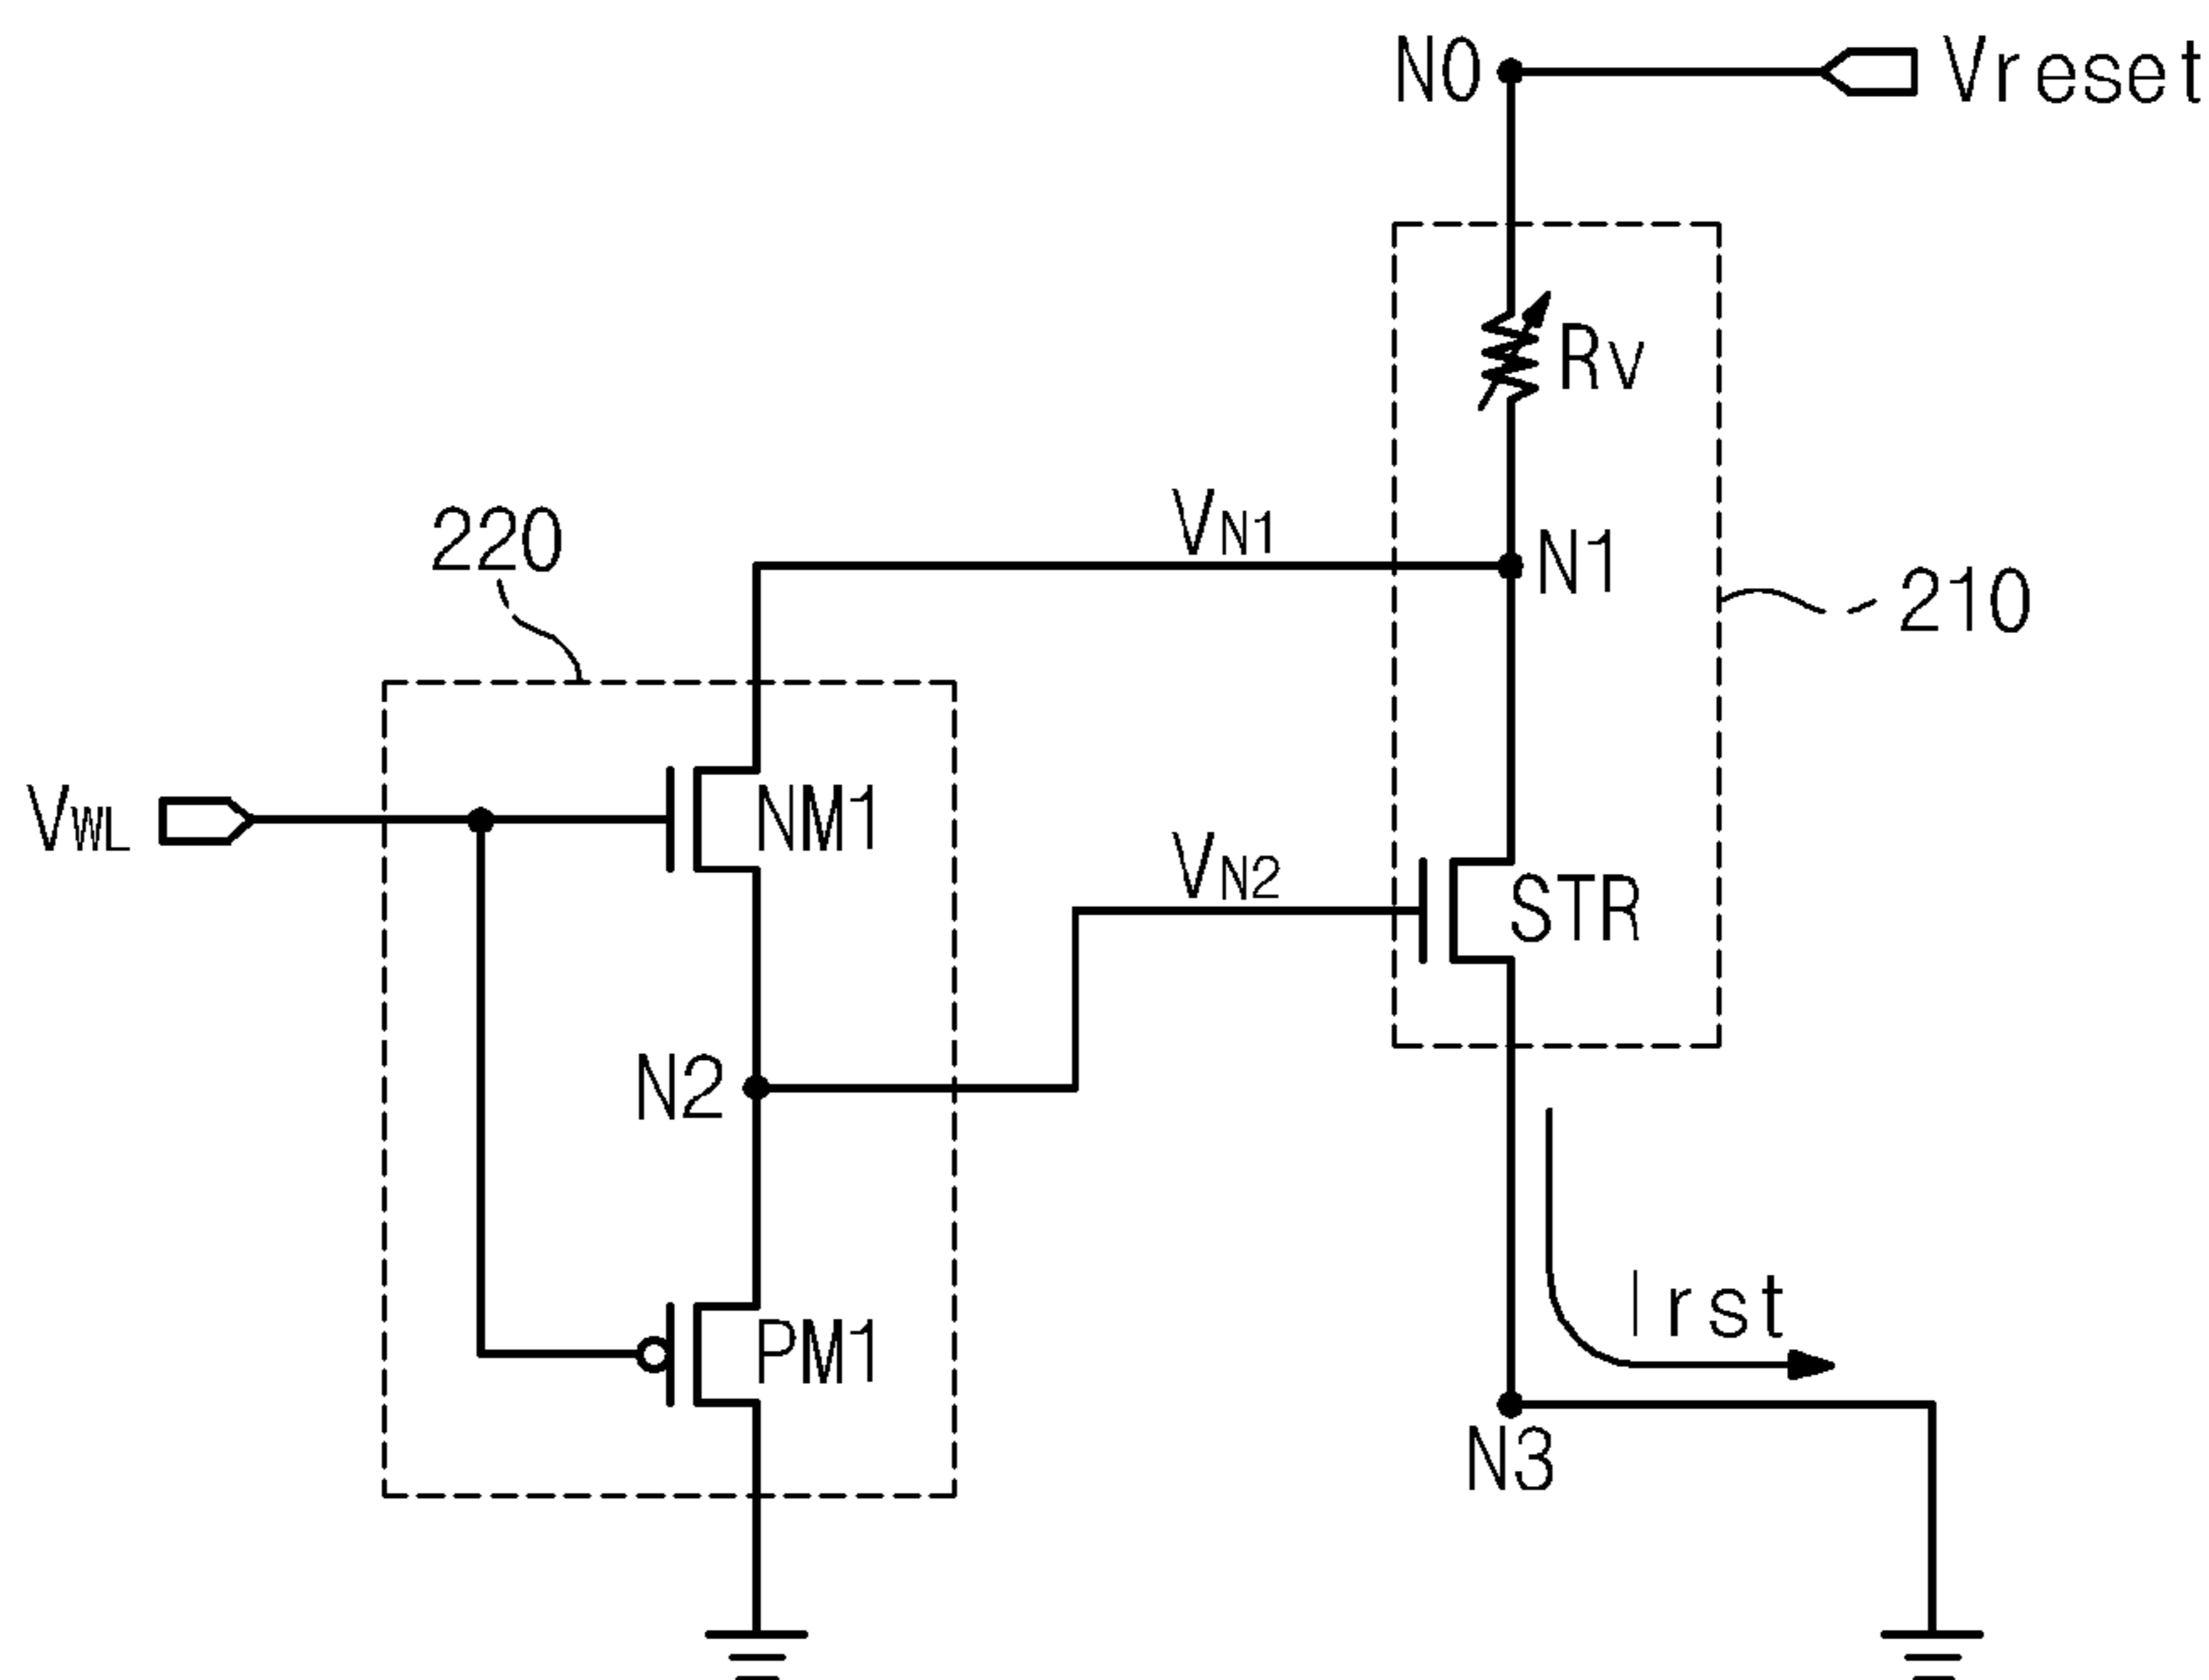 N0
Vreset
Rv
VN1
N1
220
210
VWL
NM1
VN2
STR
N2
PM1
Irst
N3